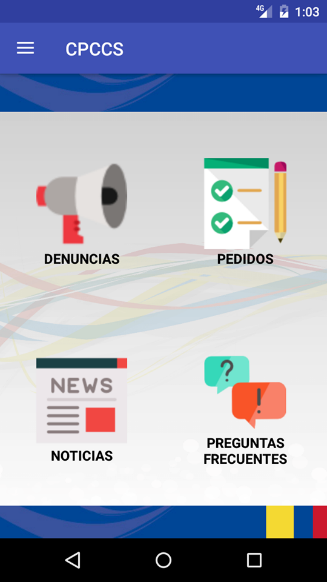 4G 1:03
CPCCS
DENUNCIAS
PEDIDOS
NEWS
NOTICIAS
PREGUNTAS
FRECUENTES